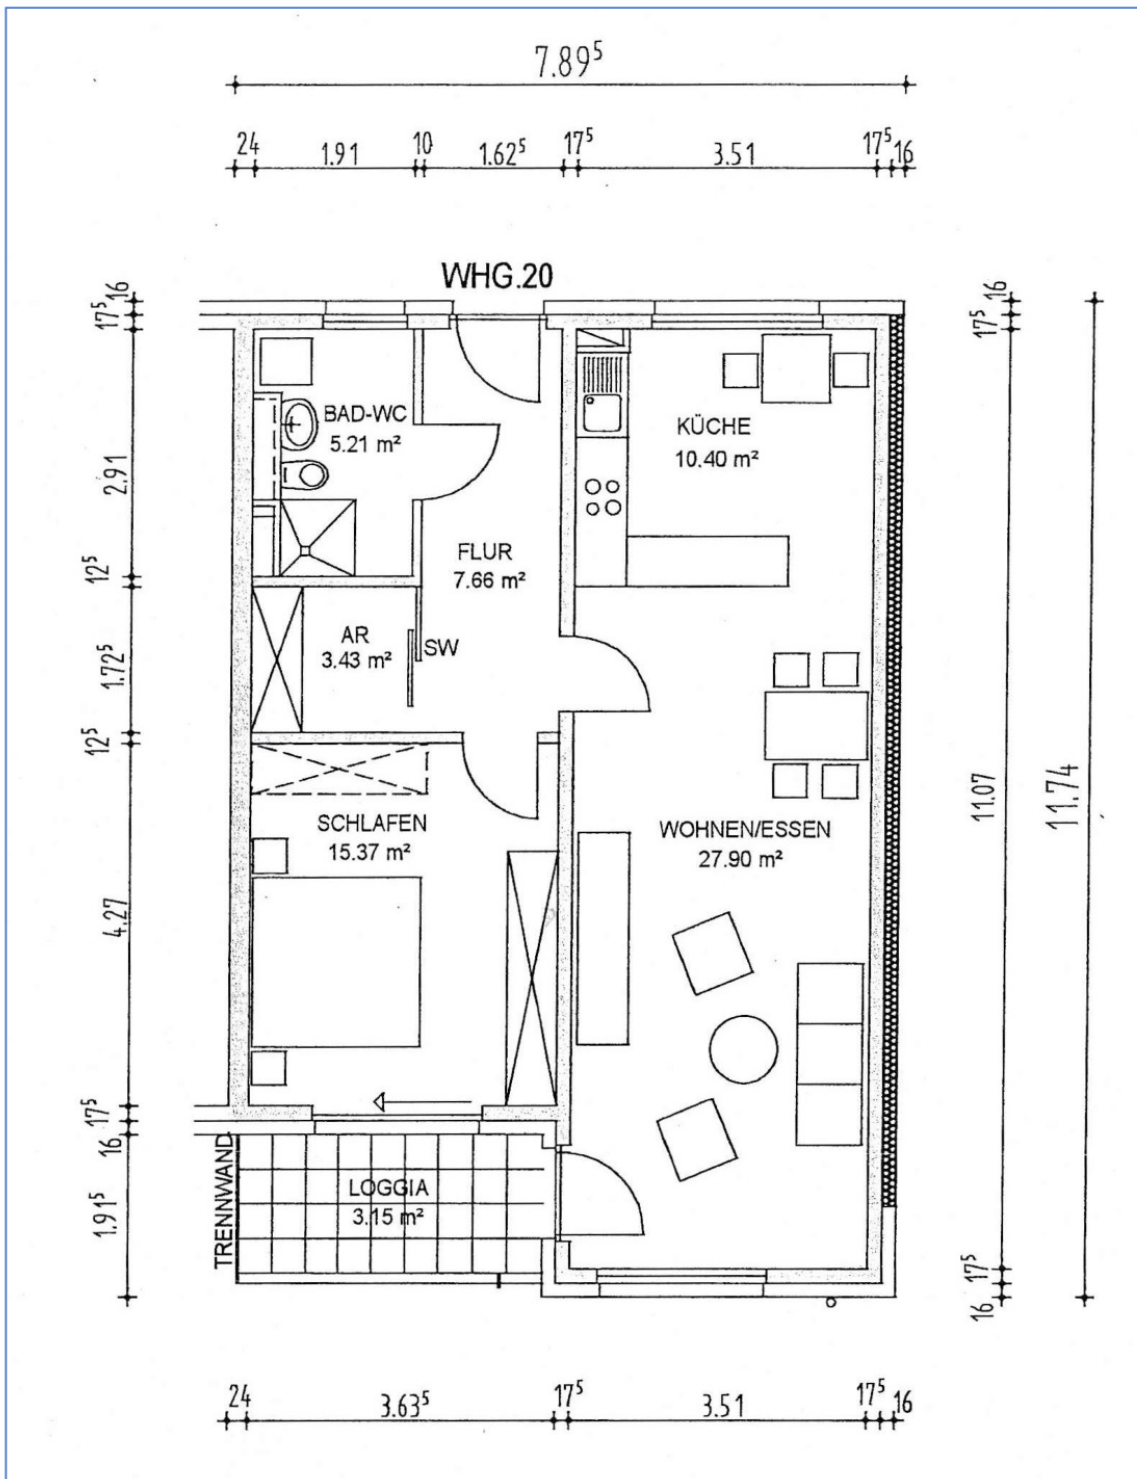 7.89⁵
24 1.91 10 1.62⁵ 17⁵ 3.51 17⁵ 16
WHG.20
16
17⁵
2.91
12⁵
1.72⁵
12⁵
4.27
17⁵
16
1.91⁵
BAD-WC
5.21 m²
KÜCHE
10.40 m²
FLUR
7.66 m²
AR
3.43 m²
SW
SCHLAFEN
15.37 m²
WOHNEN/ESSEN
27.90 m²
TRENNWAND
LOGGIA
3.15 m²
16
17⁵
11.07
11.74
17⁵
16
24 3.63⁵ 17⁵ 3.51 17⁵ 16